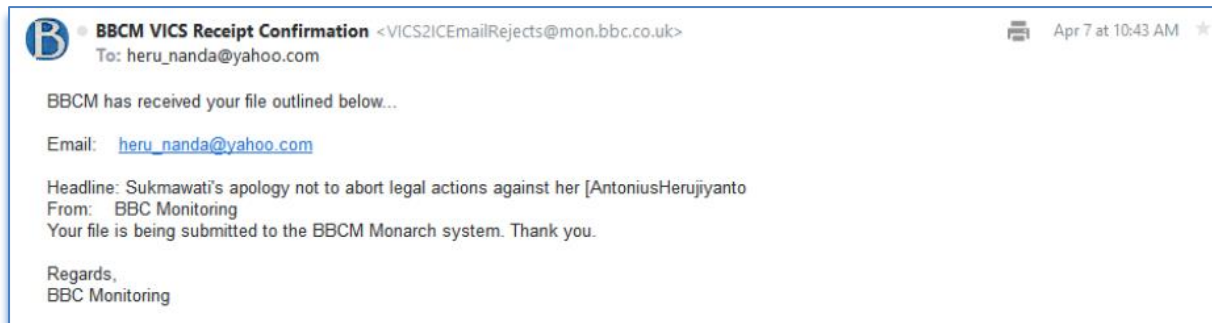 B
BBCM VICS Receipt Confirmation <VICS2ICEmailRejects@mon.bbc.co.uk>
Apr 7 at 10:43 AM
To: heru_nanda@yahoo.com
BBCM has received your file outlined below...
Email: heru_nanda@yahoo.com
Headline: Sukmawati's apology not to abort legal actions against her [AntoniusHerujiyanto
From: BBC Monitoring
Your file is being submitted to the BBCM Monarch system. Thank you.
Regards,
BBC Monitoring